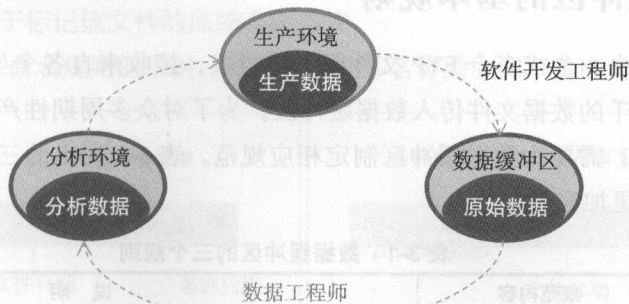 生产环境
生产数据
软件开发工程师
分析环境
分析数据
数据缓冲区
原始数据
数据工程师